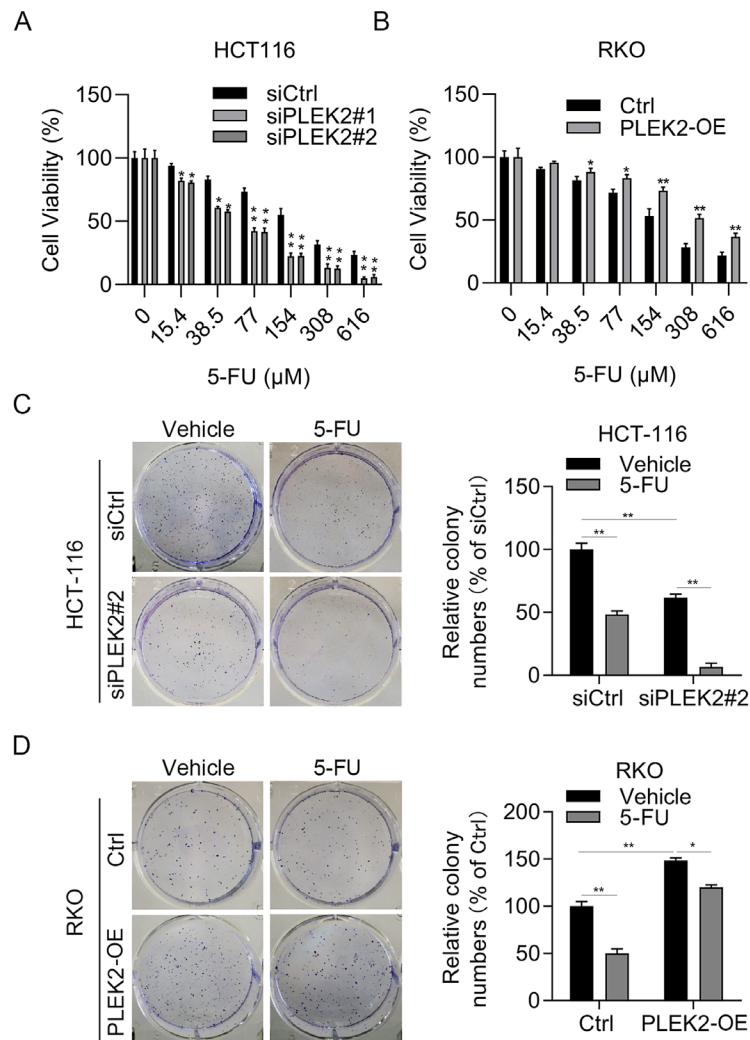 A
HCT116
siCtrl
siPLEK2#1
siPLEK2#2
Cell Viability (%)
150
100
50
0
* * * * ** ** ** ** ** ** ** **
0 15.4 38.5 77 154 308 616
5-FU (µM)
B
RKO
Ctrl
PLEK2-OE
Cell Viability (%)
150
100
50
0
* * ** ** **
0 15.4 38.5 77 154 308 616
5-FU (µM)
C
Vehicle 5-FU
HCT-116
siCtrl
siPLEK2#2
HCT-116
Vehicle
5-FU
Relative colony
numbers (% of siCtrl)
150
100
50
0
**
** **
siCtrl siPLEK2#2
D
Vehicle 5-FU
RKO
Ctrl
PLEK2-OE
RKO
Vehicle
5-FU
Relative colony
numbers (% of Ctrl)
200
150
100
50
0
** *
**
Ctrl PLEK2-OE